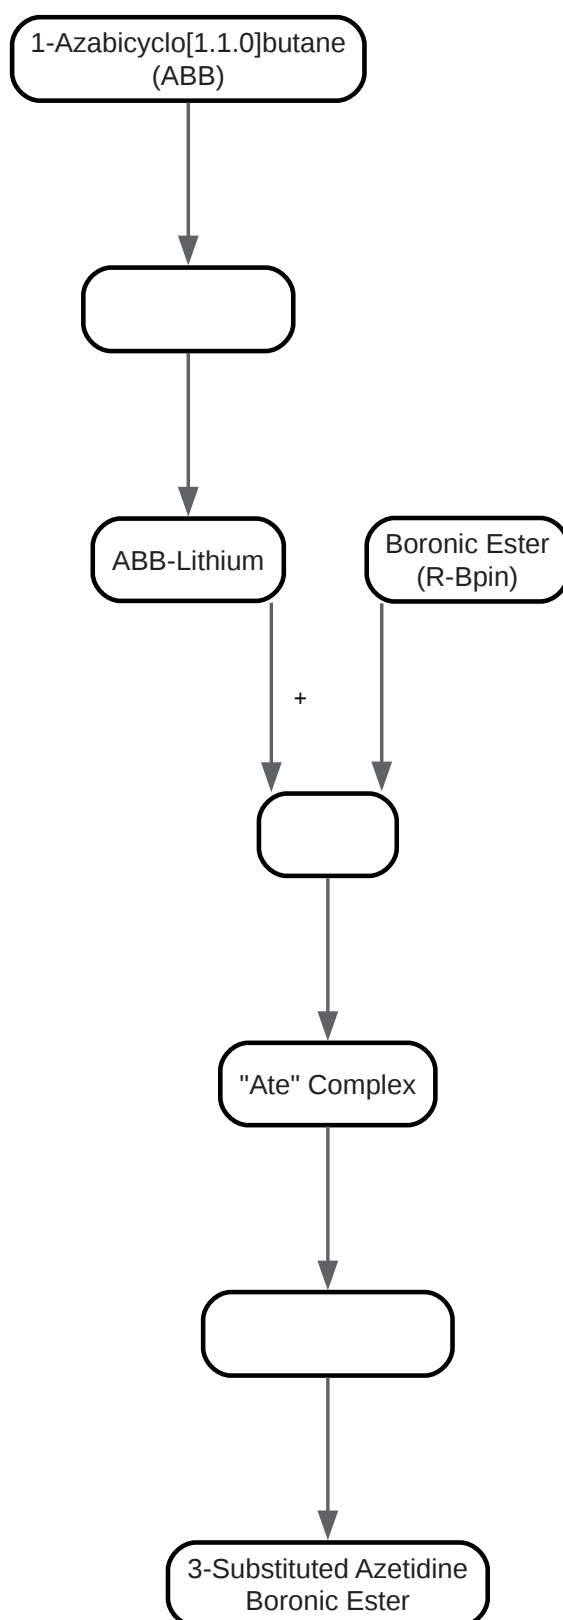 1-Azabicyclo[1.1.0]butane
(ABB)
ABB-Lithium
Boronic Ester
(R-Bpin)
+
"Ate" Complex
3-Substituted Azetidine
Boronic Ester